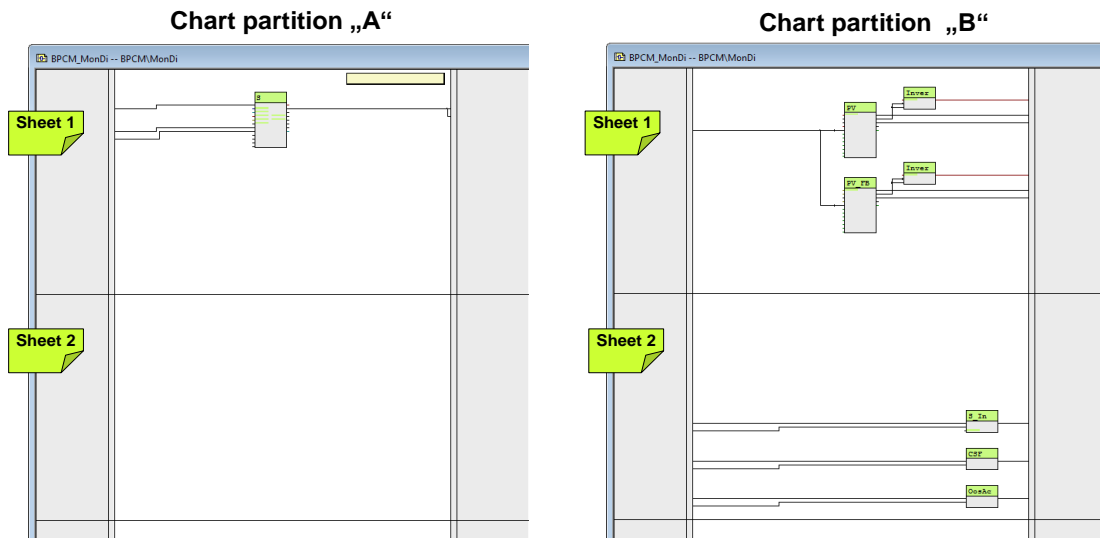 Chart partition „A“
BPCM_MonDi -- BPCM\MonDi
Sheet 1
S
Sheet 2
Chart partition „B“
BPCM_MonDi -- BPCM\MonDi
Sheet 1
Inver
PV
Inver
PV_FB
Sheet 2
S_In
CSF
OosAc